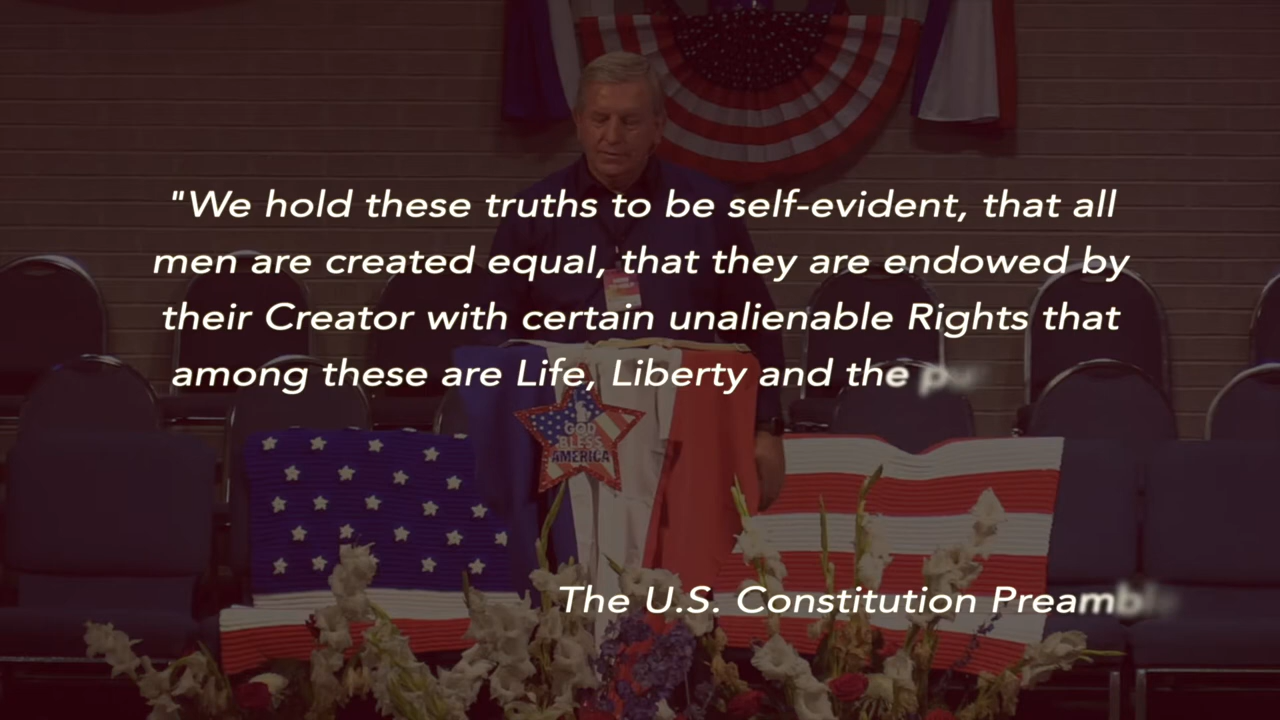 "We hold these truths to be self-evident, that all
men are created equal, that they are endowed by
their Creator with certain unalienable Rights that
among these are Life, Liberty and the
The U.S. Constitution Preamble
GOD
BLESS
AMERICA